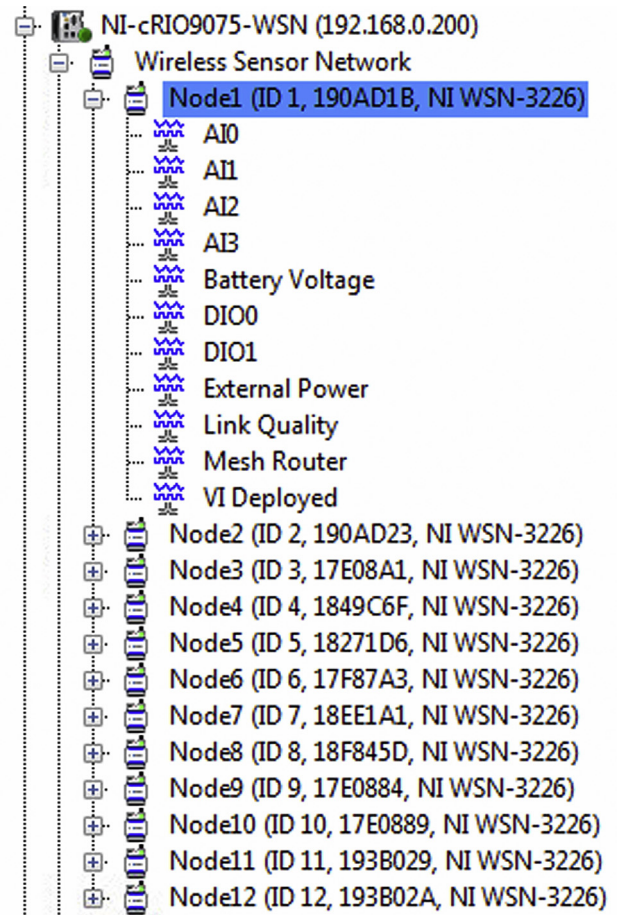 NI-cRIO9075-WSN (192.168.0.200)
Wireless Sensor Network
Node1 (ID 1, 190AD1B, NI WSN-3226)
AI0
AI1
AI2
AI3
Battery Voltage
DIO0
DIO1
External Power
Link Quality
Mesh Router
VI Deployed
Node2 (ID 2, 190AD23, NI WSN-3226)
Node3 (ID 3, 17E08A1, NI WSN-3226)
Node4 (ID 4, 1849C6F, NI WSN-3226)
Node5 (ID 5, 18271D6, NI WSN-3226)
Node6 (ID 6, 17F87A3, NI WSN-3226)
Node7 (ID 7, 18EE1A1, NI WSN-3226)
Node8 (ID 8, 18F845D, NI WSN-3226)
Node9 (ID 9, 17E0884, NI WSN-3226)
Node10 (ID 10, 17E0889, NI WSN-3226)
Node11 (ID 11, 193B029, NI WSN-3226)
Node12 (ID 12, 193B02A, NI WSN-3226)